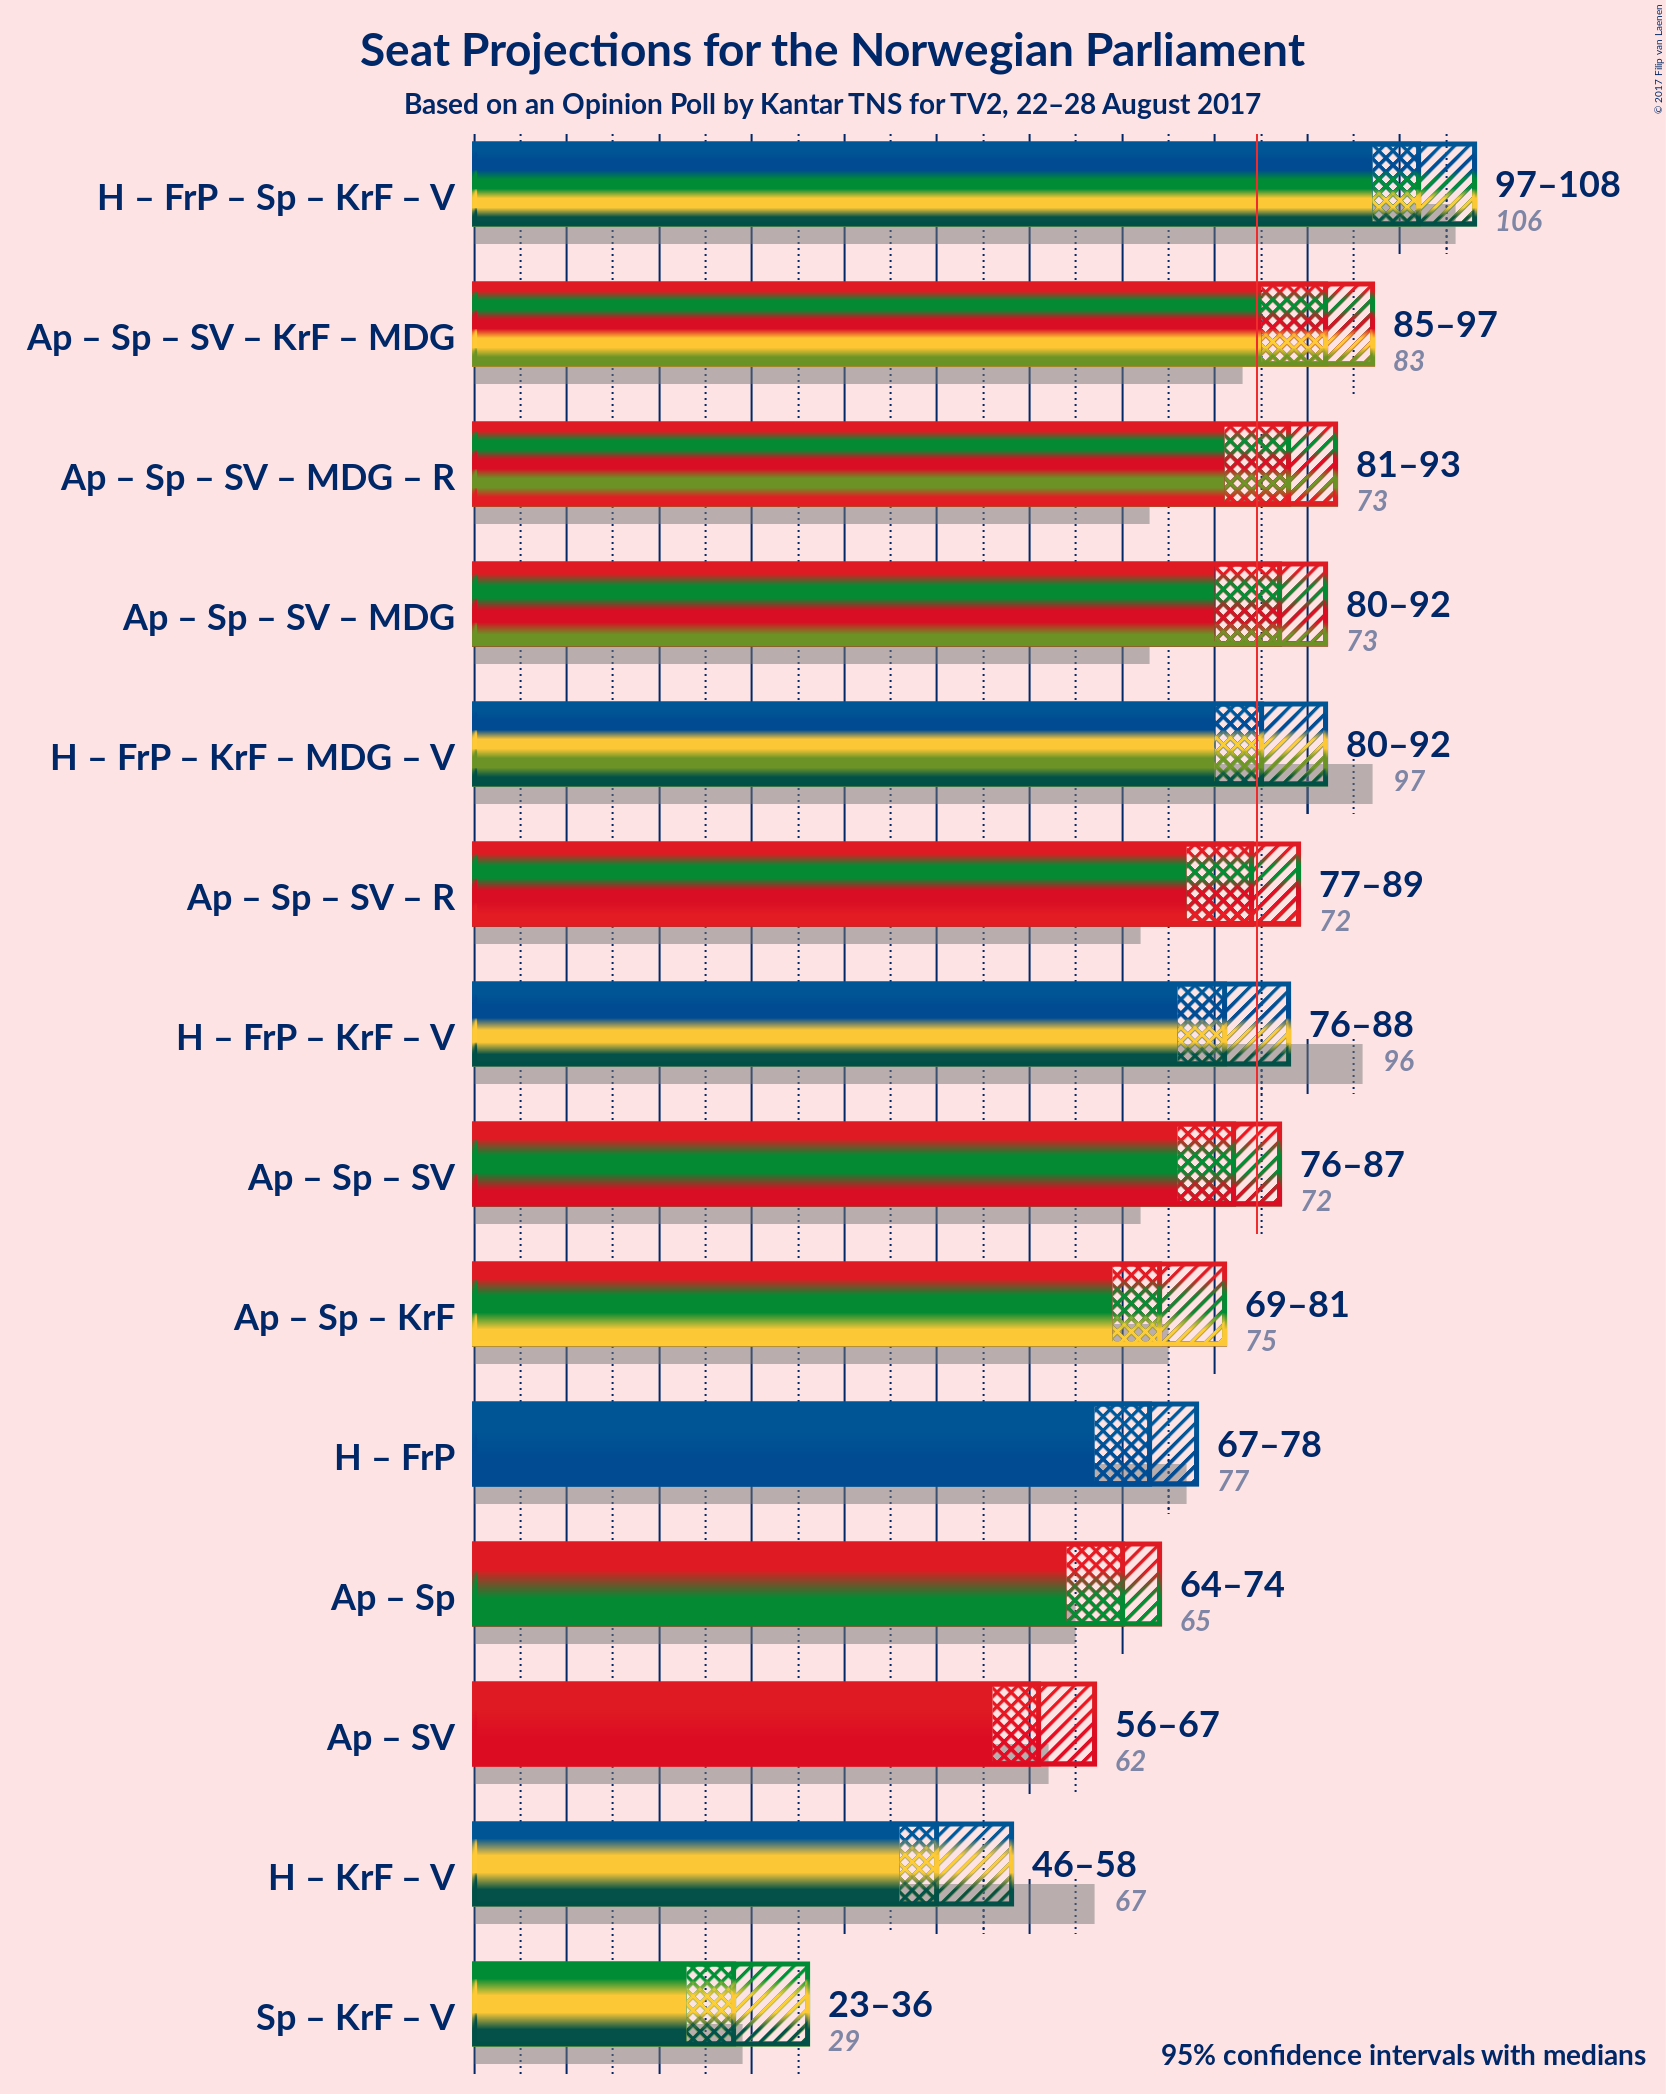 Seat Projections for the Norwegian Parliament
Based on an Opinion Poll by Kantar TNS for TV2, 22–28 August 2017
© 2017 Filip van Laenen
H – FrP – Sp – KrF – V
97–108
106
Ap – Sp – SV – KrF – MDG
85–97
83
Ap – Sp – SV – MDG – R
81–93
73
Ap – Sp – SV – MDG
80–92
73
H – FrP – KrF – MDG – V
80–92
97
Ap – Sp – SV – R
77–89
72
H – FrP – KrF – V
76–88
96
Ap – Sp – SV
76–87
72
Ap – Sp – KrF
69–81
75
H – FrP
67–78
77
Ap – Sp
64–74
65
Ap – SV
56–67
62
H – KrF – V
46–58
67
Sp – KrF – V
23–36
29
95% confidence intervals with medians